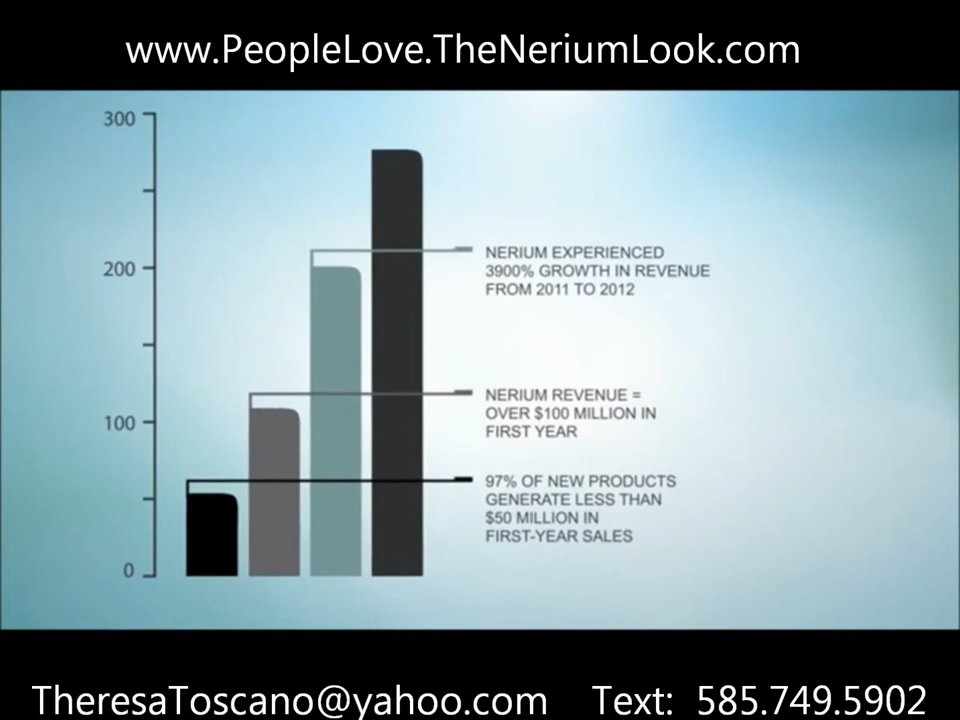 www.PeopleLove.TheNeriumLook.com
300
200
100
0
NERIUM EXPERIENCED
3900% GROWTH IN REVENUE
FROM 2011 TO 2012
NERIUM REVENUE =
OVER $100 MILLION IN
FIRST YEAR
97% OF NEW PRODUCTS
GENERATE LESS THAN
$50 MILLION IN
FIRST-YEAR SALES
TheresaToscano@yahoo.com Text: 585.749.5902